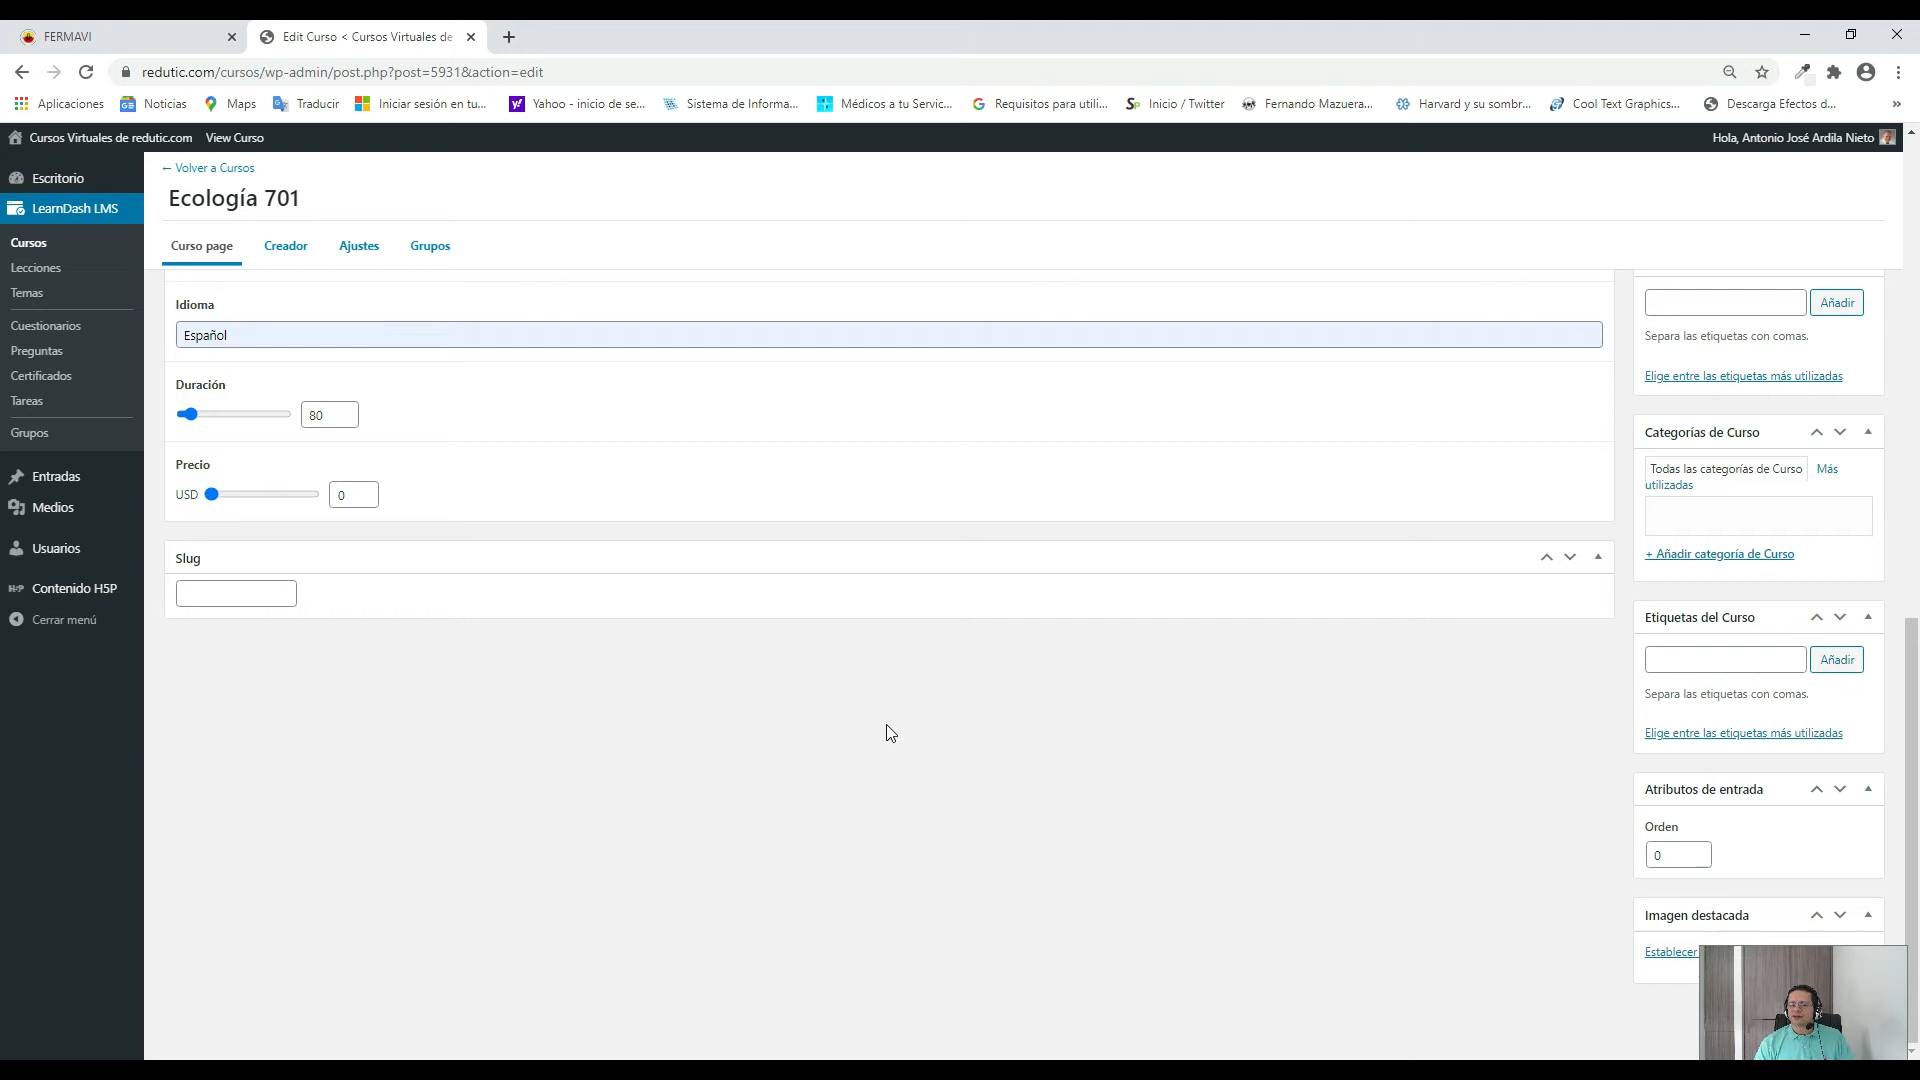 FERMAVI
Edit Curso < Cursos Virtuales de
redutic.com/cursos/wp-admin/post.php?post=5931&action=edit
Aplicaciones
Noticias
Maps
Traducir
Iniciar sesión en tu...
Yahoo - inicio de se...
Sistema de Informa...
Médicos a tu Servic...
Requisitos para utili...
Inicio / Twitter
Fernando Mazuera...
Harvard y su sombr...
Cool Text Graphics...
Descarga Efectos d...
»
Cursos Virtuales de redutic.com
View Curso
Hola, Antonio José Ardila Nieto
Escritorio
LearnDash LMS
Cursos
Lecciones
Temas
Cuestionarios
Preguntas
Certificados
Tareas
Grupos
Entradas
Medios
Usuarios
H5P Contenido H5P
Cerrar menú
← Volver a Cursos
Ecología 701
Curso page
Creador
Ajustes
Grupos
Idioma
Español
Duración
80
Precio
USD
0
Slug
Añadir
Separa las etiquetas con comas.
Elige entre las etiquetas más utilizadas
Categorías de Curso
Todas las categorías de Curso
Más
utilizadas
+ Añadir categoría de Curso
Etiquetas del Curso
Añadir
Separa las etiquetas con comas.
Elige entre las etiquetas más utilizadas
Atributos de entrada
Orden
0
Imagen destacada
Establecer